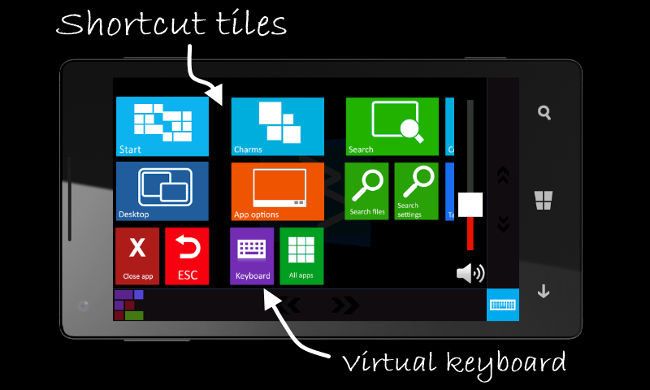 Shortcut tiles
Start
Charms
Search
Desktop
App options
Search files
Search
settings
X
Close app
ESC
Keyboard
All apps
Virtual keyboard